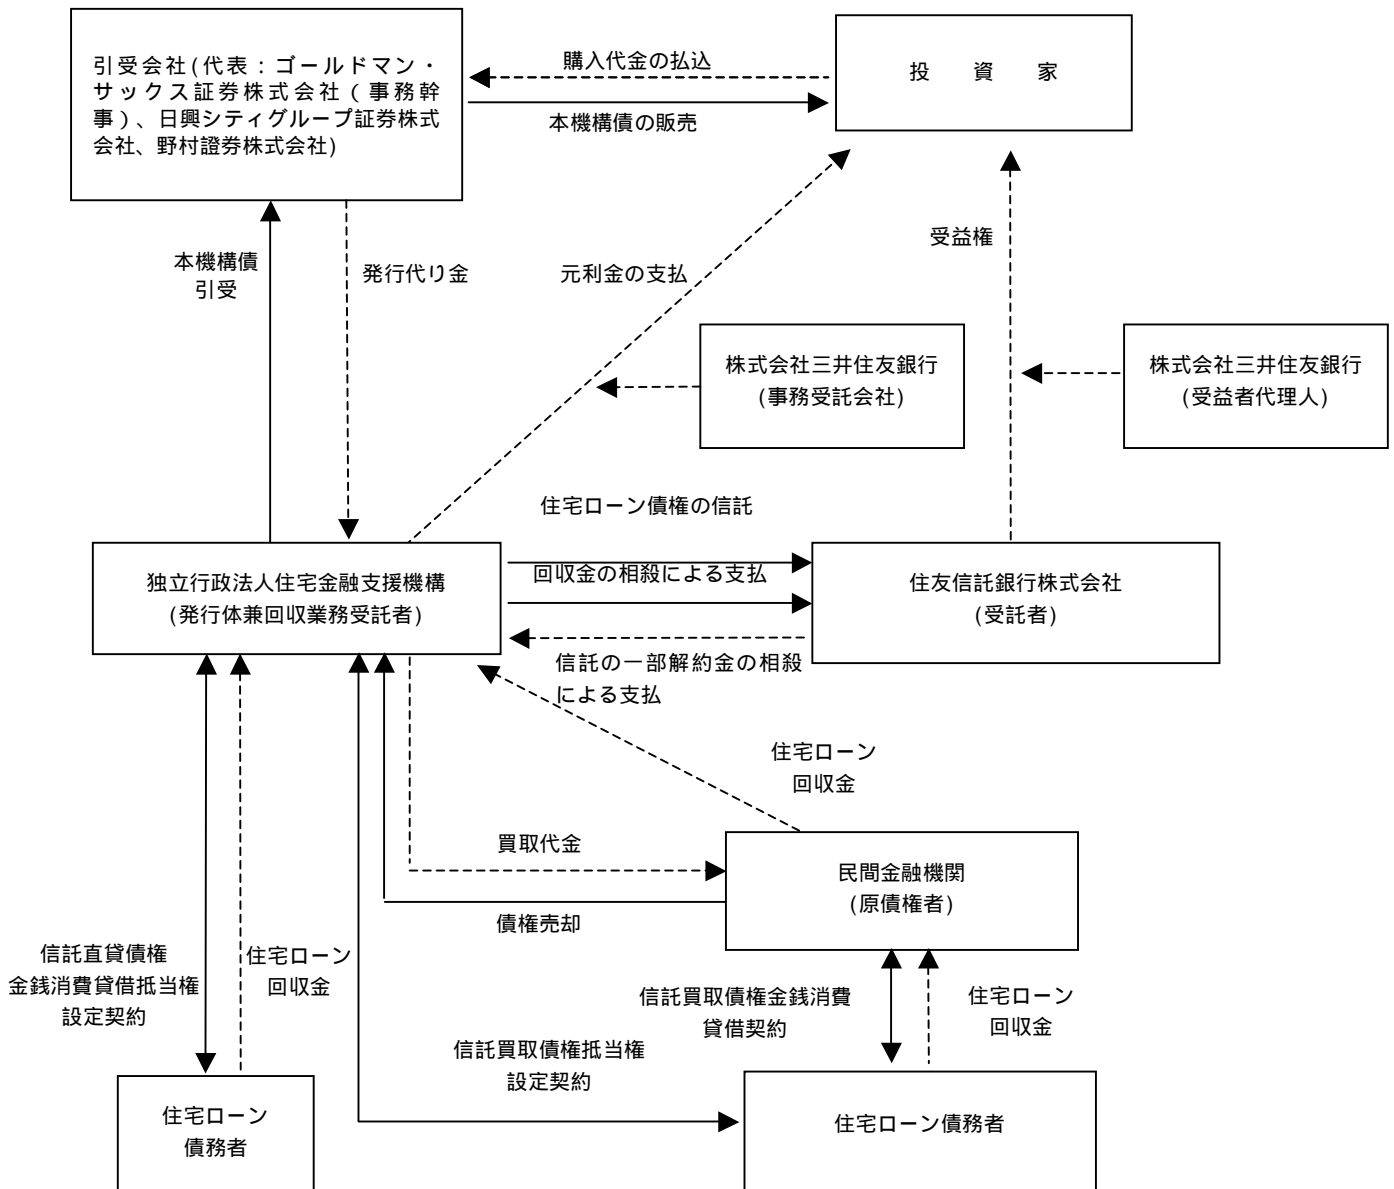 引受会社(代表：ゴールドマン・
サックス証券株式会社（事務幹
事）、日興シティグループ証券株式
会社、野村證券株式会社)
購入代金の払込
本機構債の販売
投　資　家
本機構債
引受
発行代り金
元利金の支払
受益権
株式会社三井住友銀行
(事務受託会社)
株式会社三井住友銀行
(受益者代理人)
住宅ローン債権の信託
独立行政法人住宅金融支援機構
(発行体兼回収業務受託者)
回収金の相殺による支払
住友信託銀行株式会社
(受託者)
信託の一部解約金の相殺
による支払
住宅ローン
回収金
買取代金
債権売却
民間金融機関
(原債権者)
信託直貸債権
金銭消費貸借抵当権
設定契約
住宅ローン
回収金
信託買取債権金銭消費
貸借契約
住宅ローン
回収金
信託買取債権抵当権
設定契約
住宅ローン
債務者
住宅ローン債務者